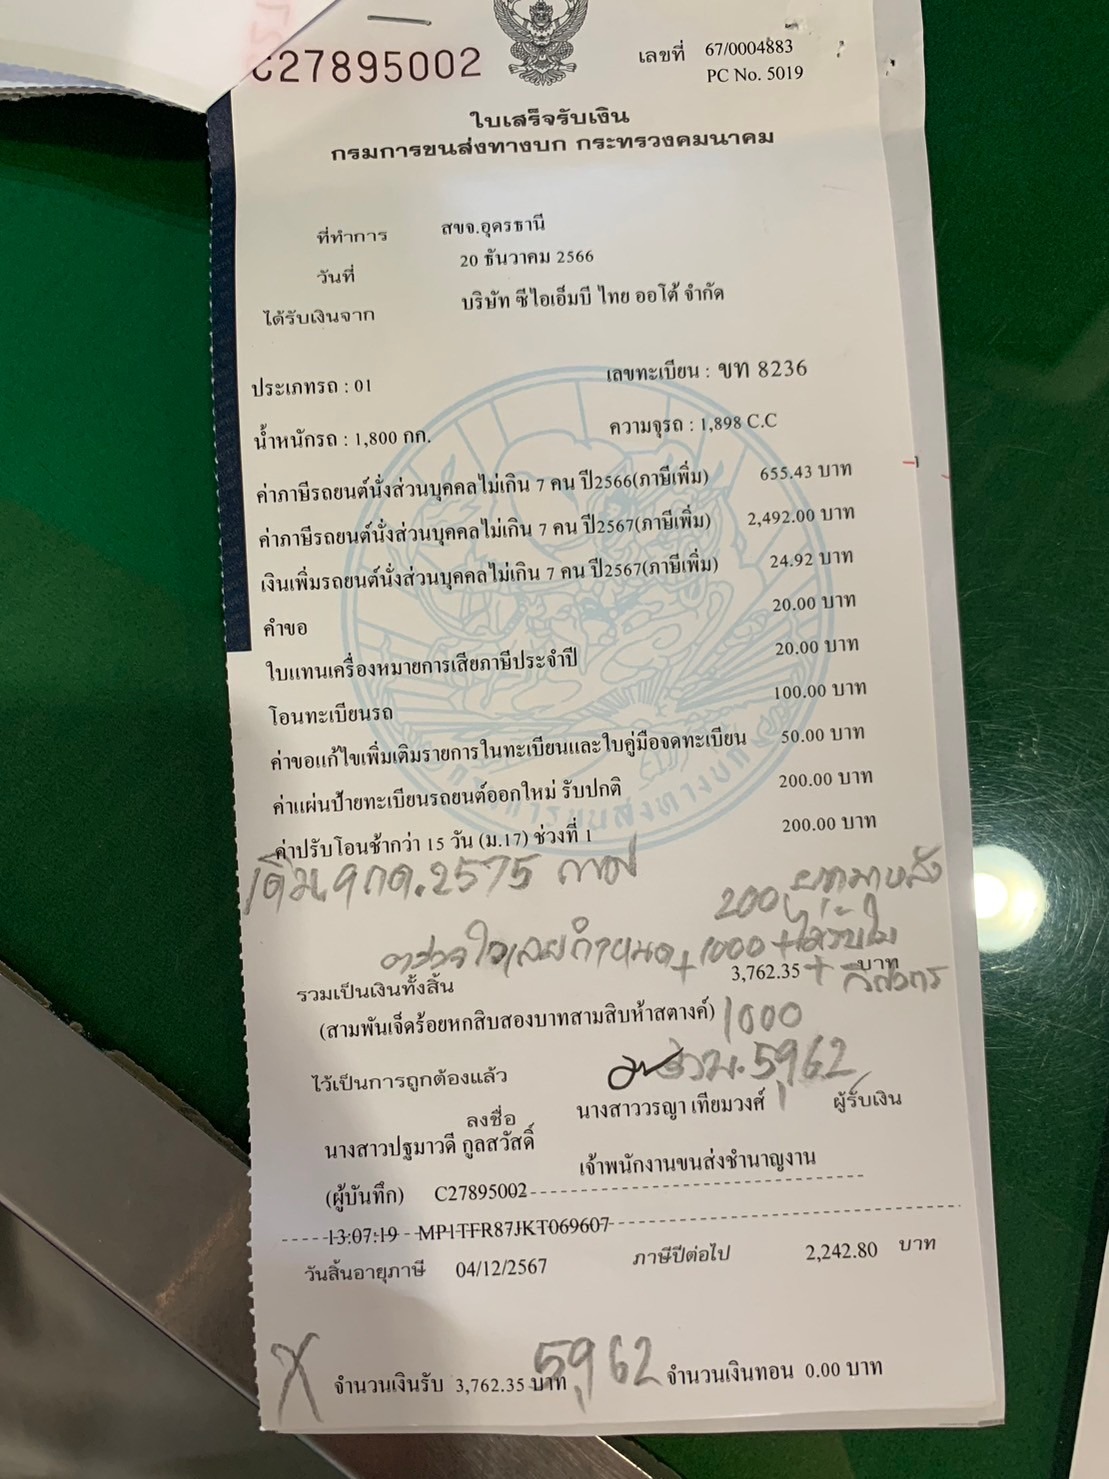 C27895002
เลขที่ 67/0004883
PC No. 5019
ใบเสร็จรับเงิน
กรมการขนส่งทางบก กระทรวงคมนาคม
ที่ทำการ สขจ.อุดรธานี
วันที่ 20 ธันวาคม 2566
ได้รับเงินจาก บริษัท ซีไอเอ็มบี ไทย ออโต้ จำกัด
ประเภทรถ : 01 เลขทะเบียน : ขท 8236
น้ำหนักรถ : 1,800 กก. ความจุรถ : 1,898 C.C
ค่าภาษีรถยนต์นั่งส่วนบุคคลไม่เกิน 7 คน ปี2566(ภาษีเพิ่ม) 655.43 บาท
ค่าภาษีรถยนต์นั่งส่วนบุคคลไม่เกิน 7 คน ปี2567(ภาษีเพิ่ม) 2,492.00 บาท
เงินเพิ่มรถยนต์นั่งส่วนบุคคลไม่เกิน 7 คน ปี2567(ภาษีเพิ่ม) 24.92 บาท
คำขอ 20.00 บาท
ใบแทนเครื่องหมายการเสียภาษีประจำปี 20.00 บาท
โอนทะเบียนรถ 100.00 บาท
ค่าขอแก้ไขเพิ่มเติมรายการในทะเบียนและใบคู่มือจดทะเบียน 50.00 บาท
ค่าแผ่นป้ายทะเบียนรถยนต์ออกใหม่ รับปกติ 200.00 บาท
ค่าปรับโอนช้ากว่า 15 วัน (ม.17) ช่วงที่ 1 200.00 บาท
2575
200
1000 +
รวมเป็นเงินทั้งสิ้น 3,762.35 + บาท
(สามพันเจ็ดร้อยหกสิบสองบาทสามสิบห้าสตางค์) 1000
ไว้เป็นการถูกต้องแล้ว รวม. 5,962
ลงชื่อ นางสาววรญา เทียมวงศ์ ผู้รับเงิน
นางสาวปฐมาวดี กูลสวัสดิ์ เจ้าพนักงานขนส่งชำนาญงาน
(ผู้บันทึก) C27895002
13:07:19 MP1TFR87JKT069607
วันสิ้นอายุภาษี 04/12/2567 ภาษีปีต่อไป 2,242.80 บาท
5,962
จำนวนเงินรับ 3,762.35 บาท จำนวนเงินทอน 0.00 บาท